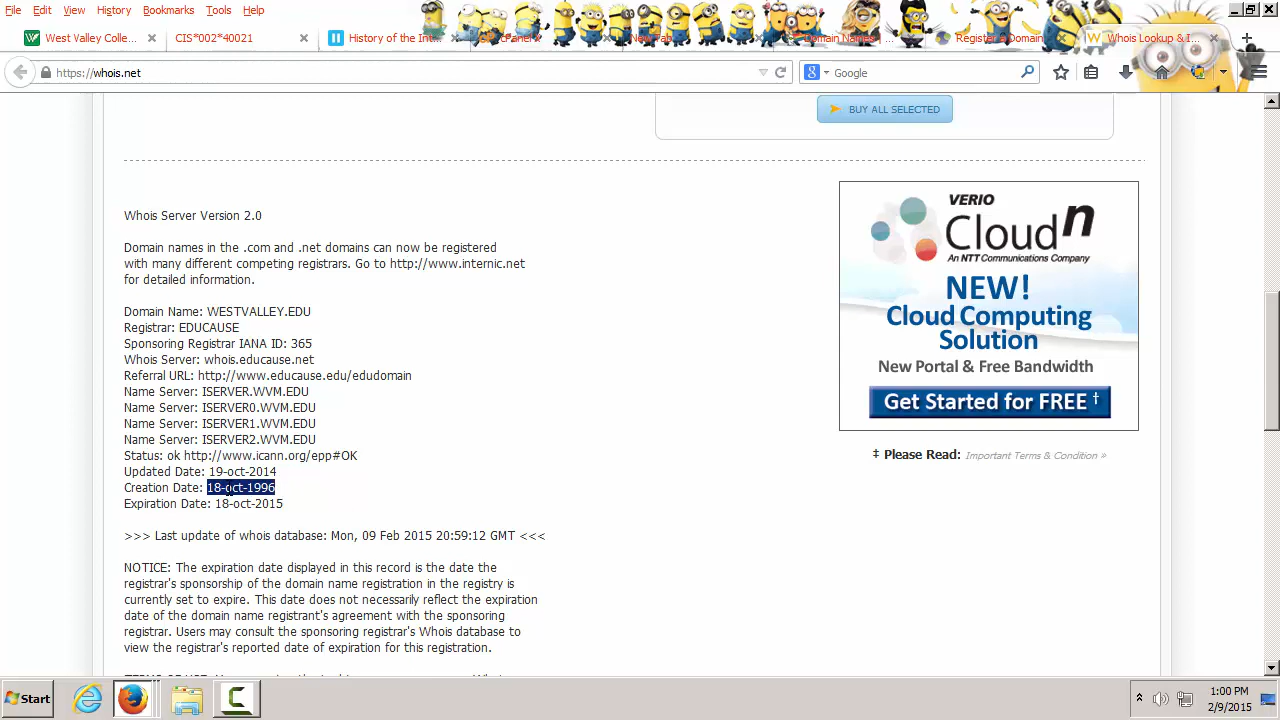 File Edit View History Bookmarks Tools Help
West Valley Colle...
CIS*002*40021
History of the Inte...
Domain Names | ...
Register a Domain
Whois Lookup & I...
https://whois.net
Google
BUY ALL SELECTED
Whois Server Version 2.0
Domain names in the .com and .net domains can now be registered
with many different competing registrars. Go to http://www.internic.net
for detailed information.
Domain Name: WESTVALLEY.EDU
Registrar: EDUCAUSE
Sponsoring Registrar IANA ID: 365
Whois Server: whois.educause.net
Referral URL: http://www.educause.edu/edudomain
Name Server: ISERVER.WVM.EDU
Name Server: ISERVER0.WVM.EDU
Name Server: ISERVER1.WVM.EDU
Name Server: ISERVER2.WVM.EDU
Status: ok http://www.icann.org/epp#OK
Updated Date: 19-oct-2014
Creation Date: 18-oct-1996
Expiration Date: 18-oct-2015
>>> Last update of whois database: Mon, 09 Feb 2015 20:59:12 GMT <<<
NOTICE: The expiration date displayed in this record is the date the
registrar's sponsorship of the domain name registration in the registry is
currently set to expire. This date does not necessarily reflect the expiration
date of the domain name registrant's agreement with the sponsoring
registrar. Users may consult the sponsoring registrar's Whois database to
view the registrar's reported date of expiration for this registration.
VERIO
Cloudn
An NTT Communications Company
NEW!
Cloud Computing
Solution
New Portal & Free Bandwidth
Get Started for FREE †
‡ Please Read: Important Terms & Condition »
Start
1:00 PM
2/9/2015